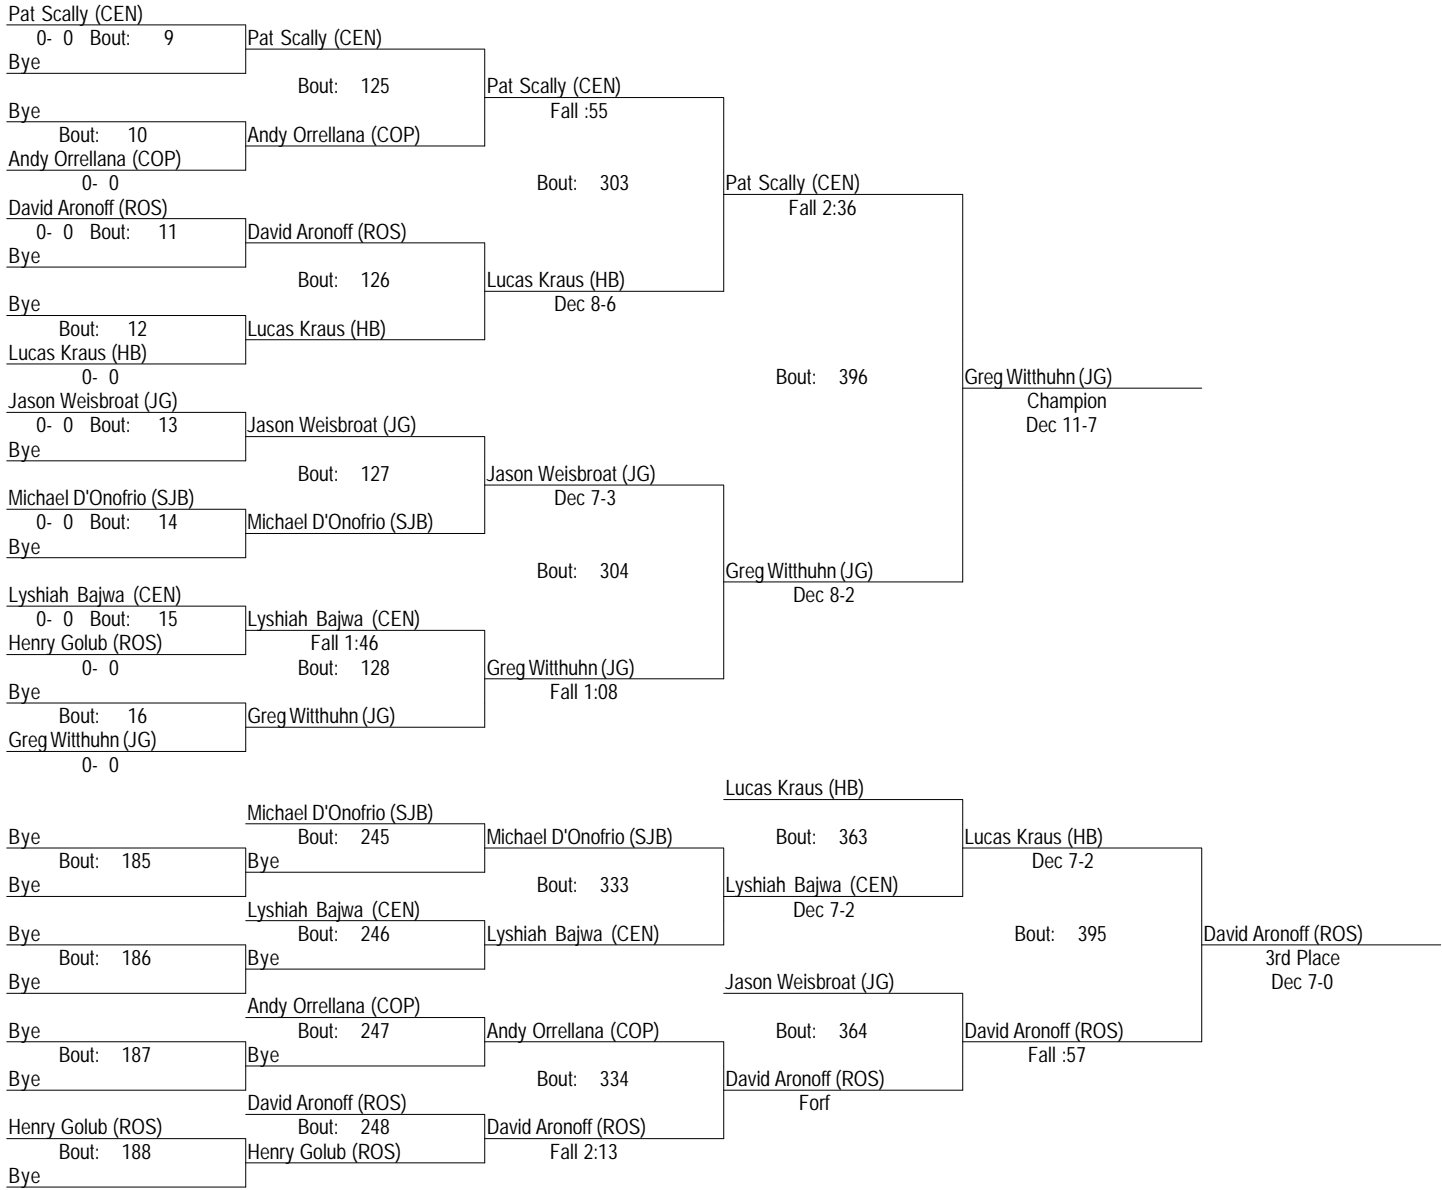 Pat Scally (CEN)
0- 0 Bout: 9
Pat Scally (CEN)
Bye
Bout: 125
Pat Scally (CEN)
Bye
Fall :55
Bout: 10
Andy Orrellana (COP)
Andy Orrellana (COP)
0- 0
Bout: 303
Pat Scally (CEN)
David Aronoff (ROS)
Fall 2:36
0- 0 Bout: 11
David Aronoff (ROS)
Bye
Bout: 126
Lucas Kraus (HB)
Bye
Dec 8-6
Bout: 12
Lucas Kraus (HB)
Lucas Kraus (HB)
0- 0
Bout: 396
Greg Witthuhn (JG)
Jason Weisbroat (JG)
Champion
0- 0 Bout: 13
Jason Weisbroat (JG)
Dec 11-7
Bye
Bout: 127
Jason Weisbroat (JG)
Michael D'Onofrio (SJB)
Dec 7-3
0- 0 Bout: 14
Michael D'Onofrio (SJB)
Bye
Bout: 304
Greg Witthuhn (JG)
Lyshiah Bajwa (CEN)
Dec 8-2
0- 0 Bout: 15
Lyshiah Bajwa (CEN)
Henry Golub (ROS)
Fall 1:46
0- 0
Bout: 128
Greg Witthuhn (JG)
Bye
Fall 1:08
Bout: 16
Greg Witthuhn (JG)
Greg Witthuhn (JG)
0- 0
Lucas Kraus (HB)
Michael D'Onofrio (SJB)
Bye
Bout: 245
Michael D'Onofrio (SJB)
Bout: 363
Lucas Kraus (HB)
Bout: 185
Bye
Dec 7-2
Bye
Bout: 333
Lyshiah Bajwa (CEN)
Lyshiah Bajwa (CEN)
Dec 7-2
Bye
Bout: 246
Lyshiah Bajwa (CEN)
Bout: 395
David Aronoff (ROS)
Bout: 186
Bye
3rd Place
Bye
Jason Weisbroat (JG)
Dec 7-0
Andy Orrellana (COP)
Bye
Bout: 247
Andy Orrellana (COP)
Bout: 364
David Aronoff (ROS)
Bout: 187
Bye
Fall :57
Bye
Bout: 334
David Aronoff (ROS)
David Aronoff (ROS)
Forf
Henry Golub (ROS)
Bout: 248
David Aronoff (ROS)
Bout: 188
Henry Golub (ROS)
Fall 2:13
Bye